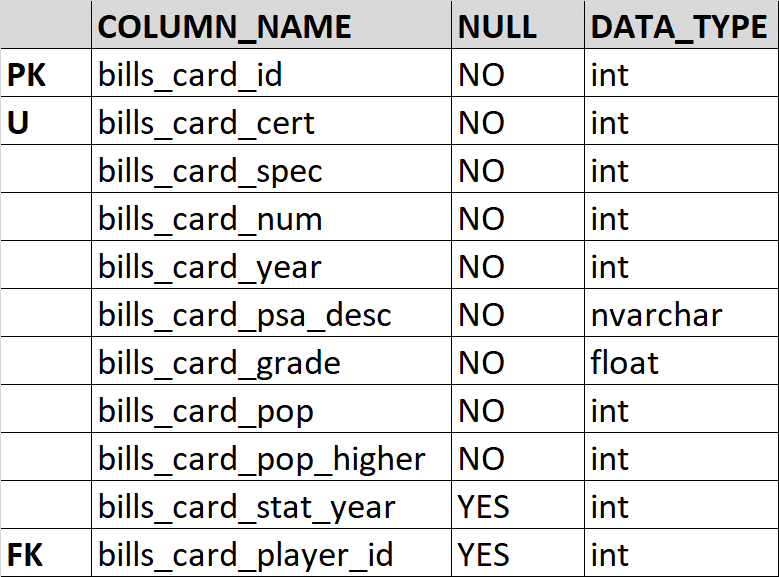 COLUMN_NAME NULL DATA_TYPE
PK bills_card_id NO int
U bills_card_cert NO int
bills_card_spec NO int
bills_card_num NO int
bills_card_year NO int
bills_card_psa_desc NO nvarchar
bills_card_grade NO float
bills_card_pop NO int
bills_card_pop_higher NO int
bills_card_stat_year YES int
FK bills_card_player_id YES int